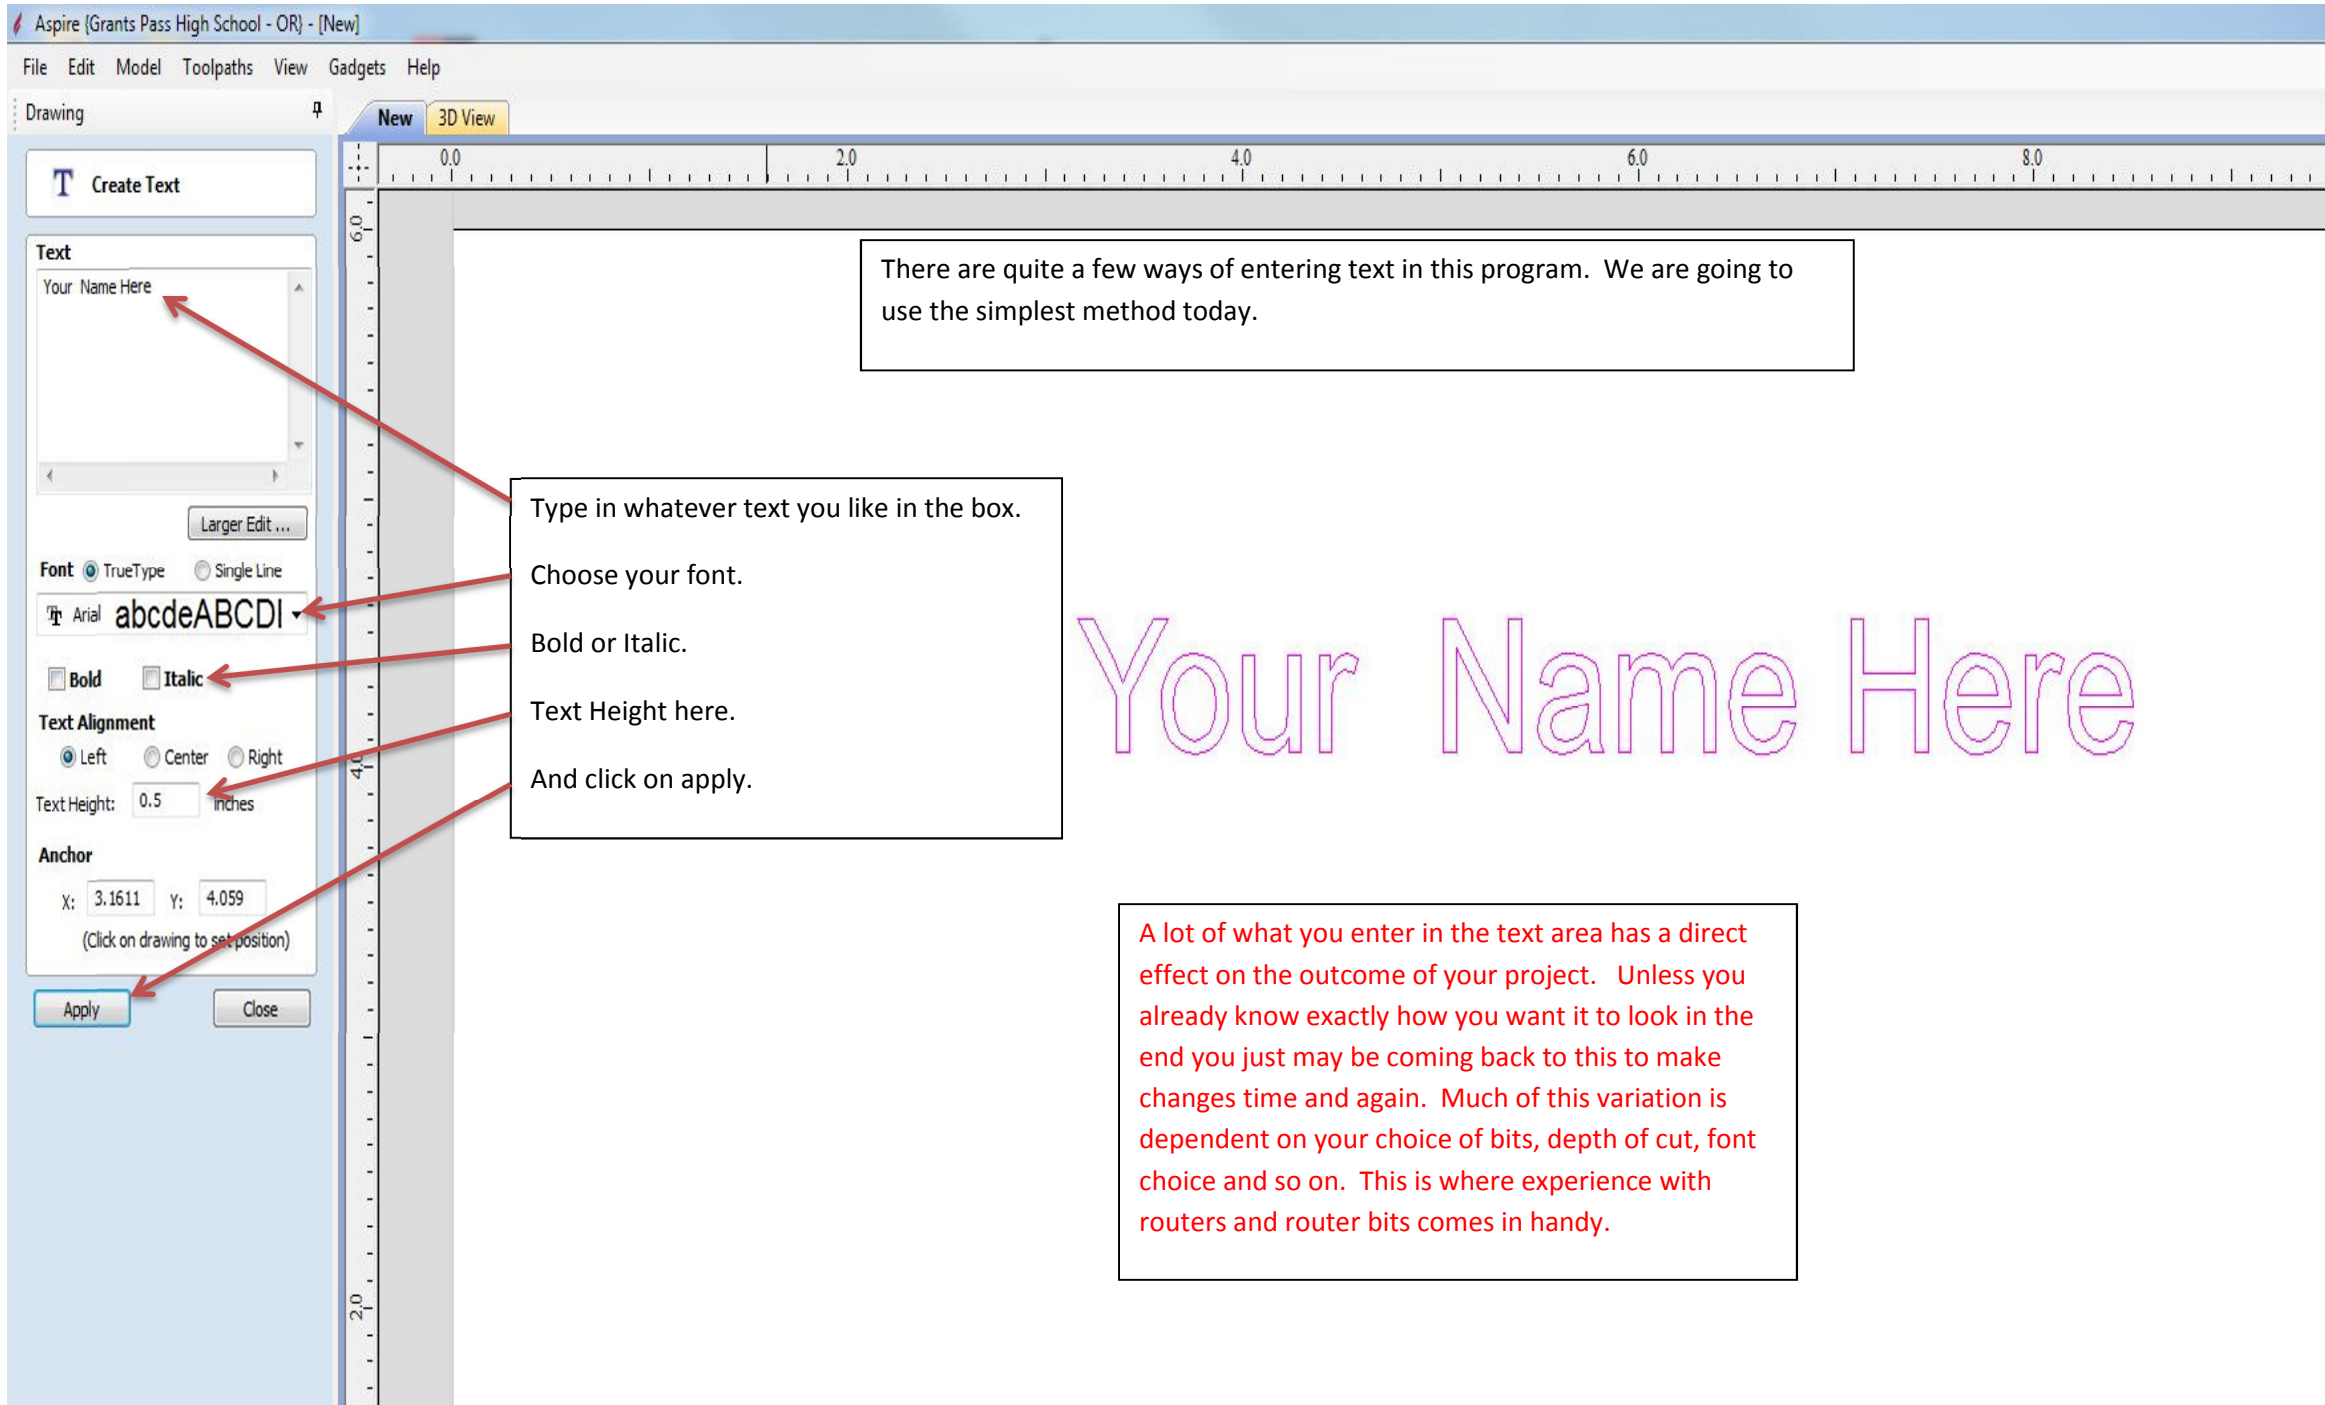 Aspire {Grants Pass High School - OR} - [New]
File Edit Model Toolpaths View Gadgets Help
Drawing
New 3D View
0.0 2.0 4.0 6.0 8.0
T Create Text
6.0
Text
Your  Name Here
There are quite a few ways of entering text in this program.  We are going to
use the simplest method today.
Larger Edit ...
Type in whatever text you like in the box.
Font TrueType Single Line
Choose your font.
Arial abcdeABCDI
Bold or Italic.
Bold Italic
Your  Name Here
Text Height here.
Text Alignment
Left Center Right
4.0
And click on apply.
Text Height: 0.5 inches
Anchor
X: 3.1611 Y: 4.059
(Click on drawing to set position)
Apply Close
A lot of what you enter in the text area has a direct
effect on the outcome of your project.   Unless you
already know exactly how you want it to look in the
end you just may be coming back to this to make
changes time and again.  Much of this variation is
dependent on your choice of bits, depth of cut, font
choice and so on.  This is where experience with
routers and router bits comes in handy.
2.0